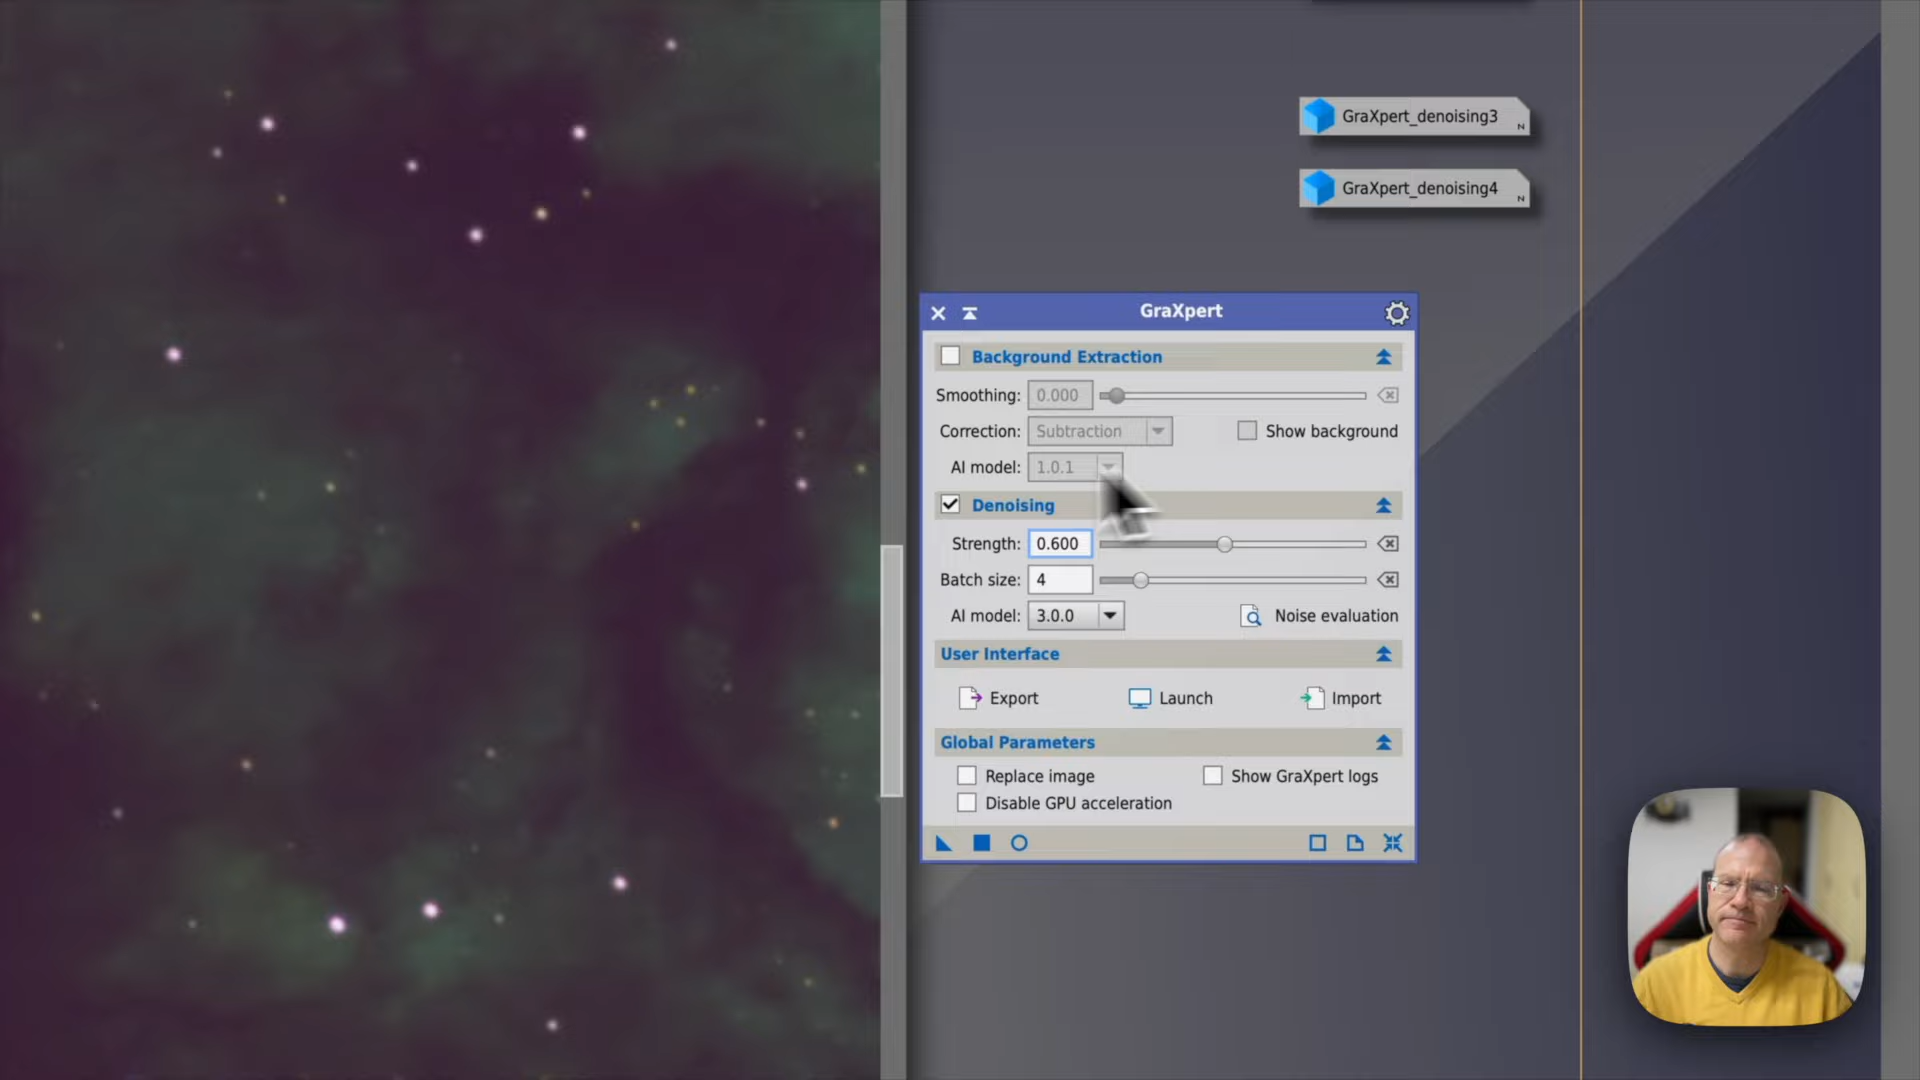 GraXpert_denoising3
N
GraXpert_denoising4
N
GraXpert
Background Extraction
Smoothing: 0.000
Correction: Subtraction Show background
AI model: 1.0.1
Denoising
Strength: 0.600
Batch size: 4
AI model: 3.0.0 Noise evaluation
User Interface
Export Launch Import
Global Parameters
Replace image Show GraXpert logs
Disable GPU acceleration